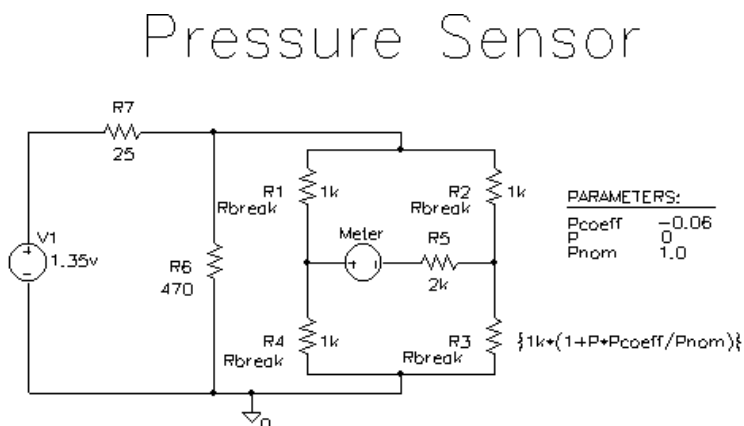 Pressure Sensor
R7
25
R1 1k
Rbreak
R2 1k
Rbreak
PARAMETERS:
Pcoeff -0.06
P 0
Pnom 1.0
V1
1.35v
+
-
R6
470
Meter
+ -
R5
2k
R4 1k
Rbreak
R3 {1k*(1+P*Pcoeff/Pnom)}
Rbreak
0